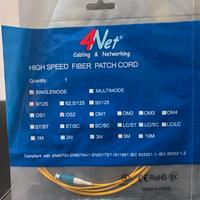 4Net
Cabling & Networking
HIGH SPEED FIBER PATCH CORD
Quantity: 1
SINGLEMODE MULTIMODE
9/125 62,5/125 50/125
OS1 OS2 OM1 OM2 OM3 OM4
ST/ST ST/SC SC/SC SC/LC LC/LC
1M 2M 3M 5M 10M
CE RoHS
Made in CHINA